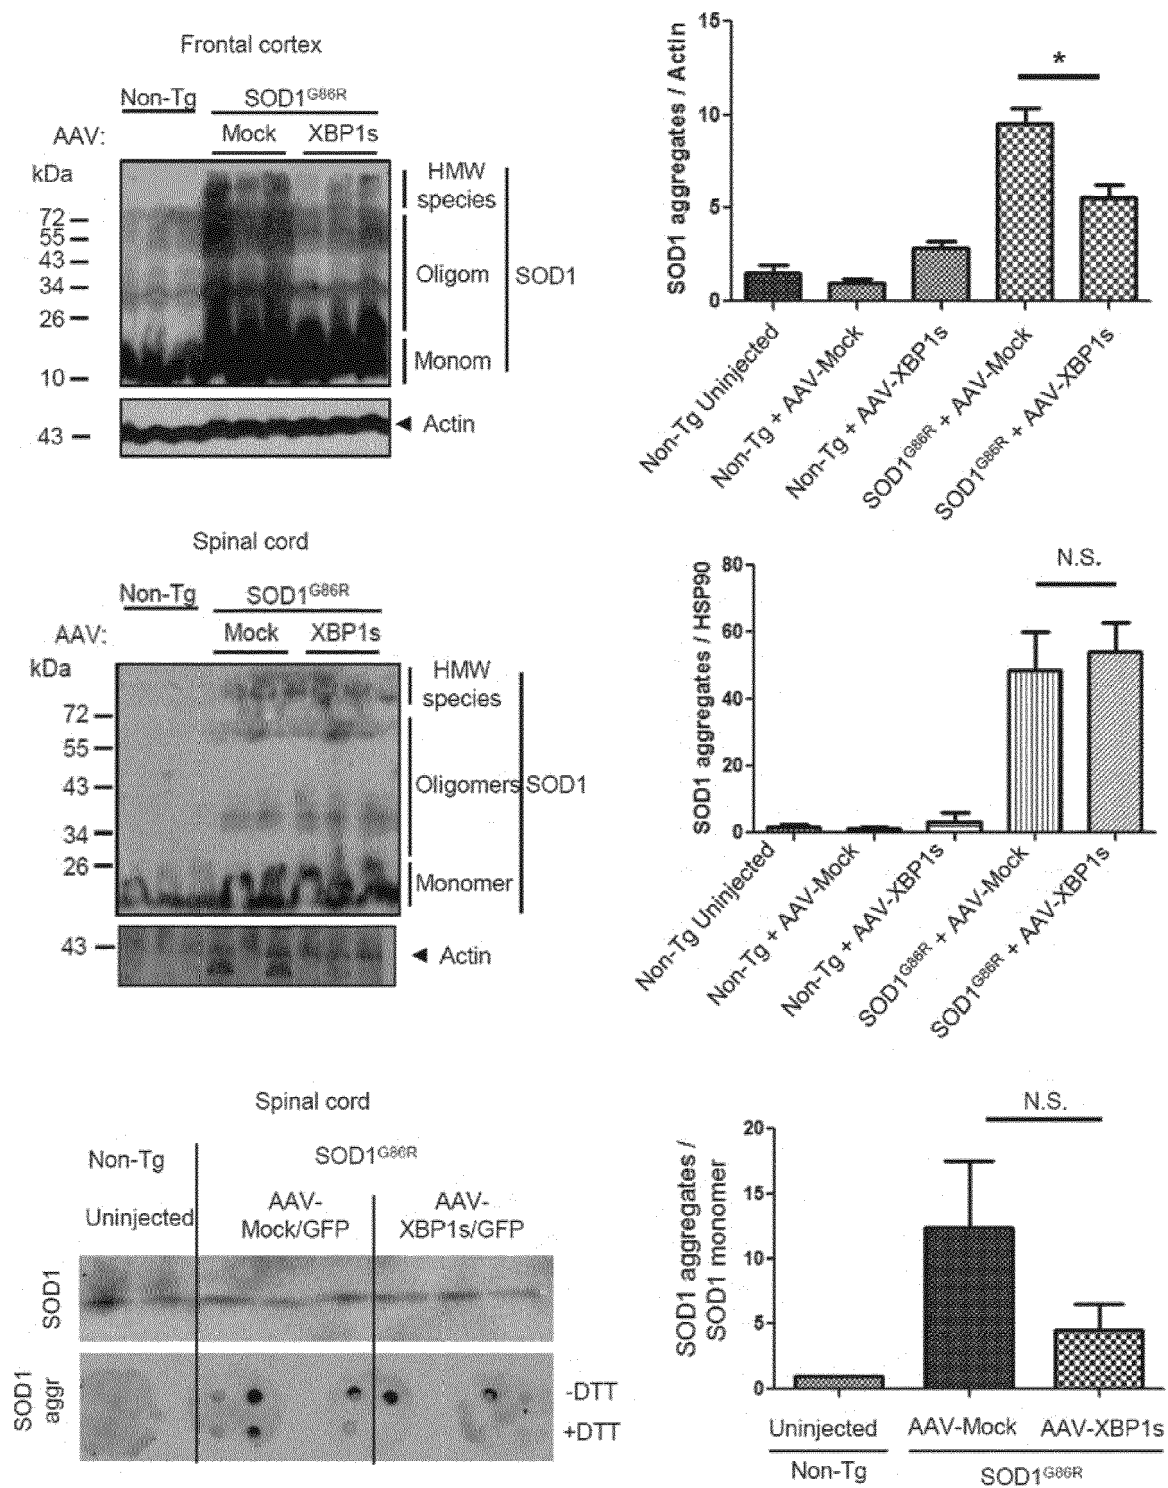 Frontal cortex
Non-Tg SOD1G86R
AAV: Mock XBP1s
kDa
72
55
43
34
26
10
HMW
species
Oligom
Monom
SOD1
43
Actin
SOD1 aggregates / Actin
15
10
5
0
*
Non-Tg Uninjected
Non-Tg + AAV-Mock
Non-Tg + AAV-XBP1s
SOD1G86R + AAV-Mock
SOD1G86R + AAV-XBP1s
Spinal cord
Non-Tg SOD1G86R
AAV: Mock XBP1s
kDa
72
55
43
34
26
HMW
species
Oligomers
Monomer
SOD1
43
Actin
SOD1 aggregates / HSP90
80
60
40
20
0
N.S.
Non-Tg Uninjected
Non-Tg + AAV-Mock
Non-Tg + AAV-XBP1s
SOD1G86R + AAV-Mock
SOD1G86R + AAV-XBP1s
Spinal cord
Non-Tg SOD1G86R
Uninjected
AAV-
Mock/GFP
AAV-
XBP1s/GFP
SOD1
SOD1
aggr
-DTT
+DTT
SOD1 aggregates /
SOD1 monomer
20
15
10
5
0
N.S.
Uninjected AAV-Mock AAV-XBP1s
Non-Tg SOD1G86R